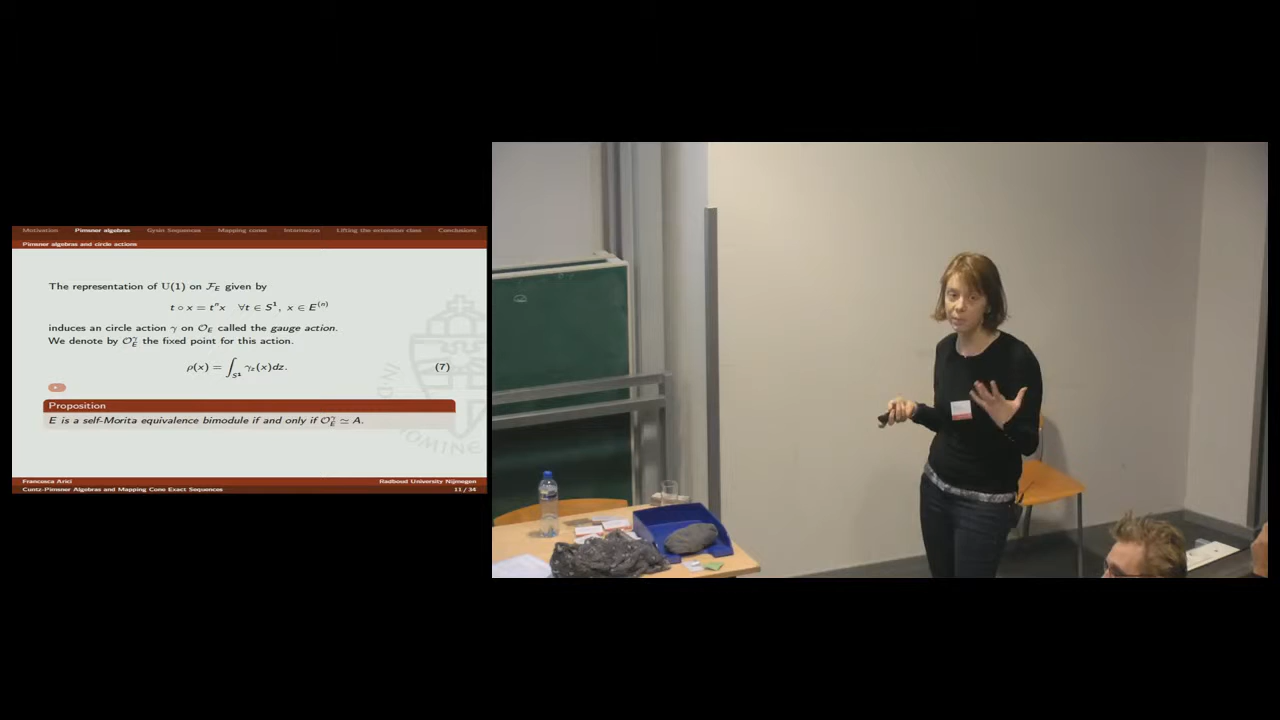 Motivation Pimsner algebras Gysin Sequences Mapping cones Intermezzo Lifting the extension class Conclusions
Pimsner algebras and circle actions
The representation of U(1) on ℱ_E given by
t ∘ x = tⁿx ∀t ∈ S¹, x ∈ E⁽ⁿ⁾
induces an circle action γ on 𝒪_E called the gauge action.
We denote by 𝒪_E^γ the fixed point for this action.
ρ(x) = ∫_{S¹} γ_z(x)dz. (7)
Proposition
E is a self-Morita equivalence bimodule if and only if 𝒪_E^γ ≃ A.
Francesca Arici Radboud University Nijmegen
Cuntz-Pimsner Algebras and Mapping Cone Exact Sequences 11 / 34